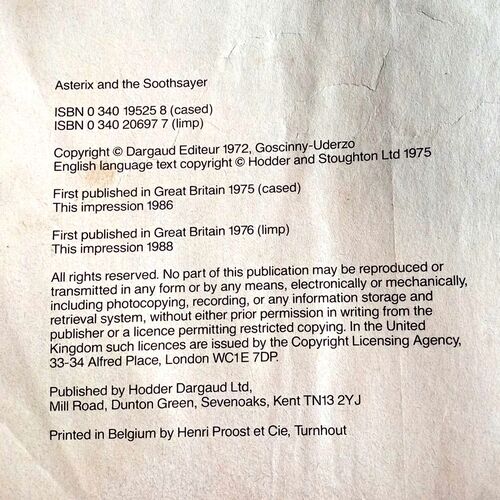 Asterix and the Soothsayer
ISBN 0 340 19525 8 (cased)
ISBN 0 340 20697 7 (limp)
Copyright © Dargaud Editeur 1972, Goscinny-Uderzo
English language text copyright © Hodder and Stoughton Ltd 1975
First published in Great Britain 1975 (cased)
This impression 1986
First published in Great Britain 1976 (limp)
This impression 1988
All rights reserved. No part of this publication may be reproduced or
transmitted in any form or by any means, electronically or mechanically,
including photocopying, recording, or any information storage and
retrieval system, without either prior permission in writing from the
publisher or a licence permitting restricted copying. In the United
Kingdom such licences are issued by the Copyright Licensing Agency,
33-34 Alfred Place, London WC1E 7DP.
Published by Hodder Dargaud Ltd,
Mill Road, Dunton Green, Sevenoaks, Kent TN13 2YJ
Printed in Belgium by Henri Proost et Cie, Turnhout